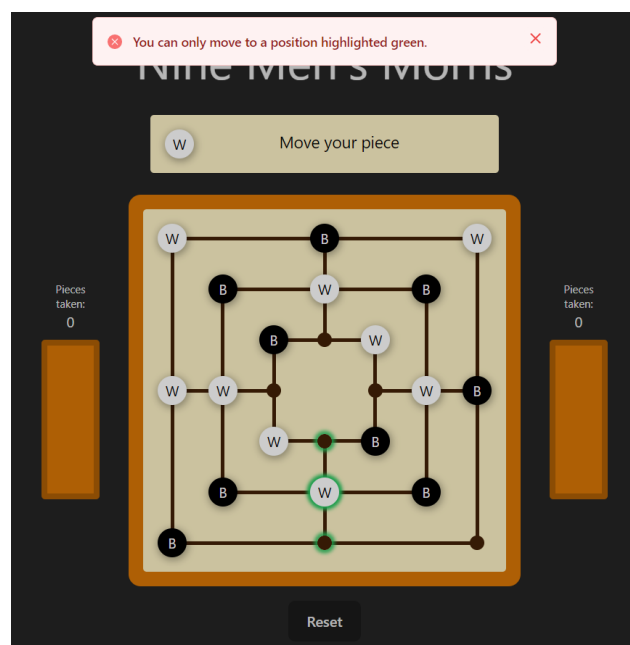 You can only move to a position highlighted green.
Nine Men's Morris
W Move your piece
W B W
B W B
Pieces taken:
0
Pieces taken:
0
B W
W W W B
W B
B W B
B
Reset